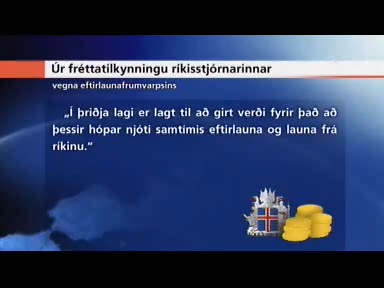 Úr fréttatilkynningu ríkisstjórnarinnar
vegna eftirlaunafrumvarpsins
„Í þriðja lagi er lagt til að girt verði fyrir það að
þessir hópar njóti samtímis eftirlauna og launa frá
ríkinu.“